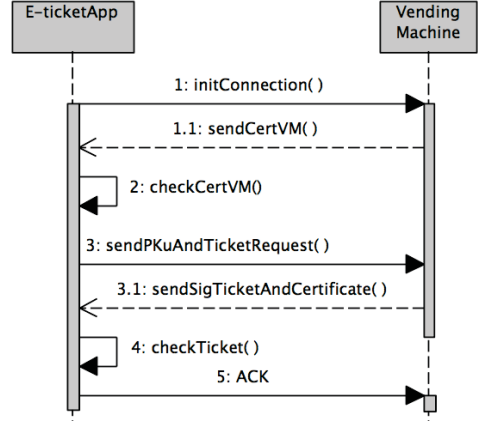 E-ticketApp
Vending
Machine
1: initConnection( )
1.1: sendCertVM( )
2: checkCertVM()
3: sendPKuAndTicketRequest( )
3.1: sendSigTicketAndCertificate( )
4: checkTicket( )
5: ACK